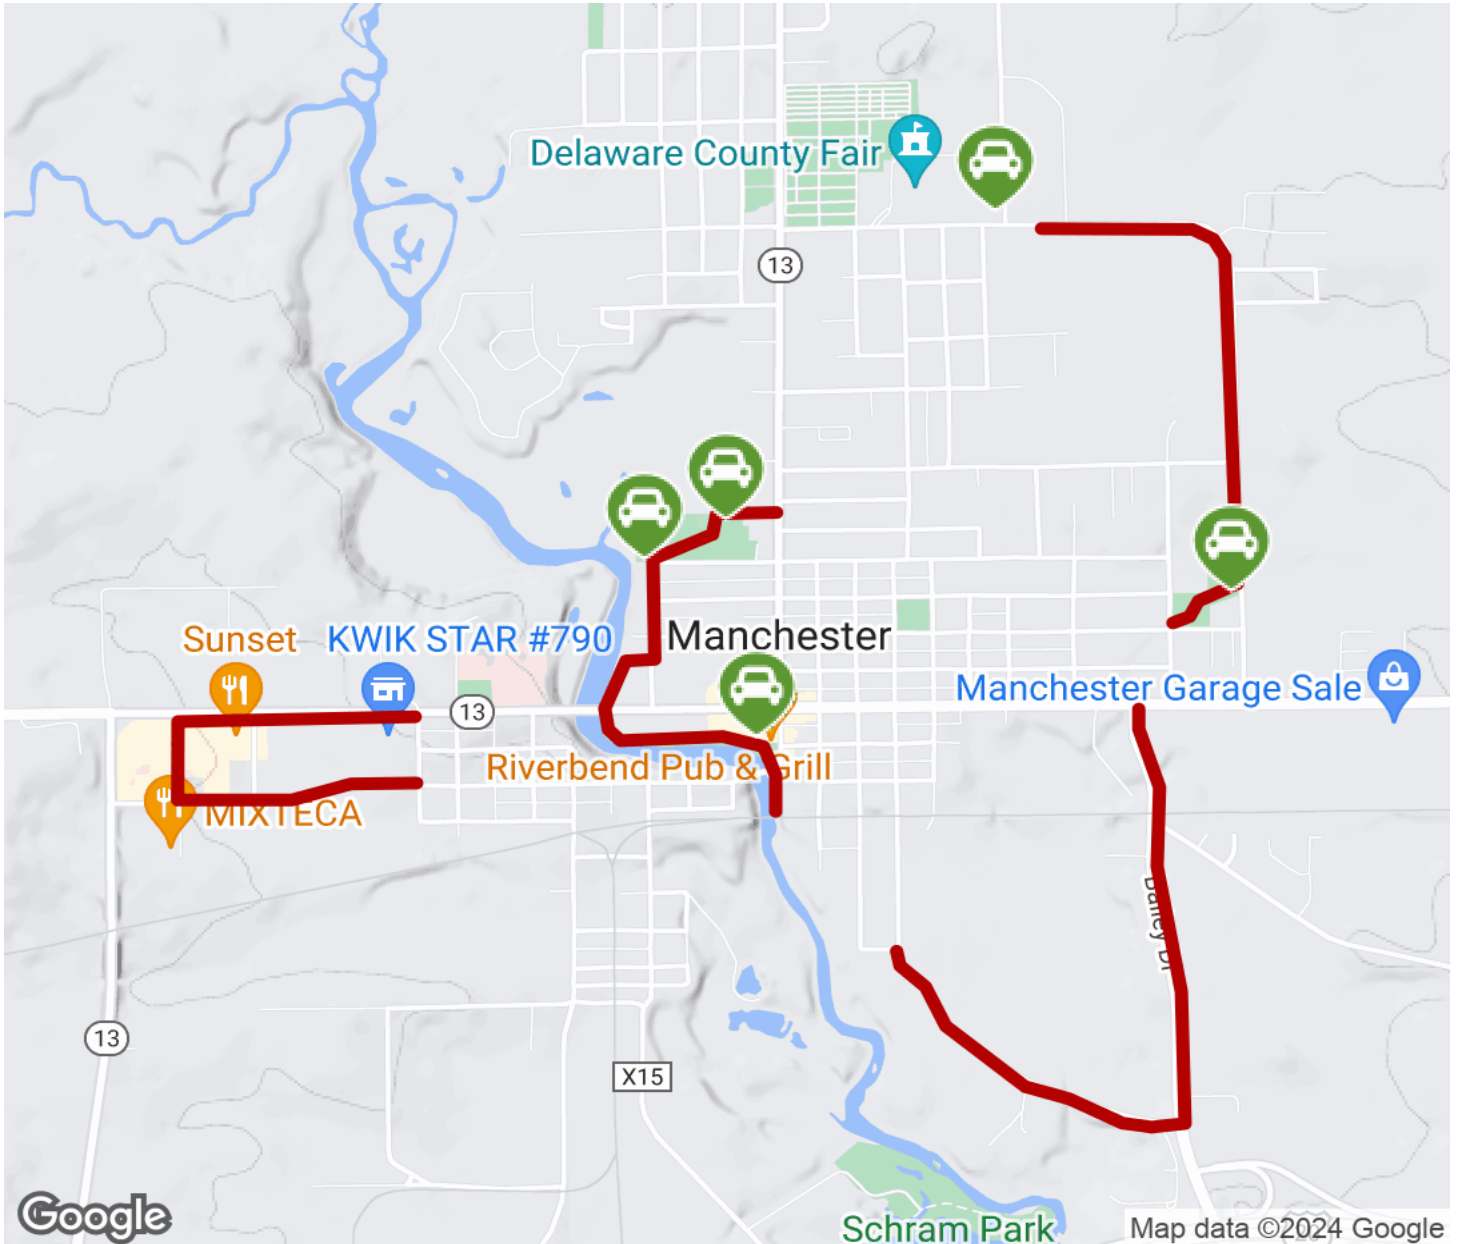 Delaware County Fair
13
Manchester
Sunset
KWIK STAR #790
Manchester Garage Sale
13
Riverbend Pub & Grill
MIXTECA
Bailey Dr
13
X15
Schram Park
Google
Map data ©2024 Google